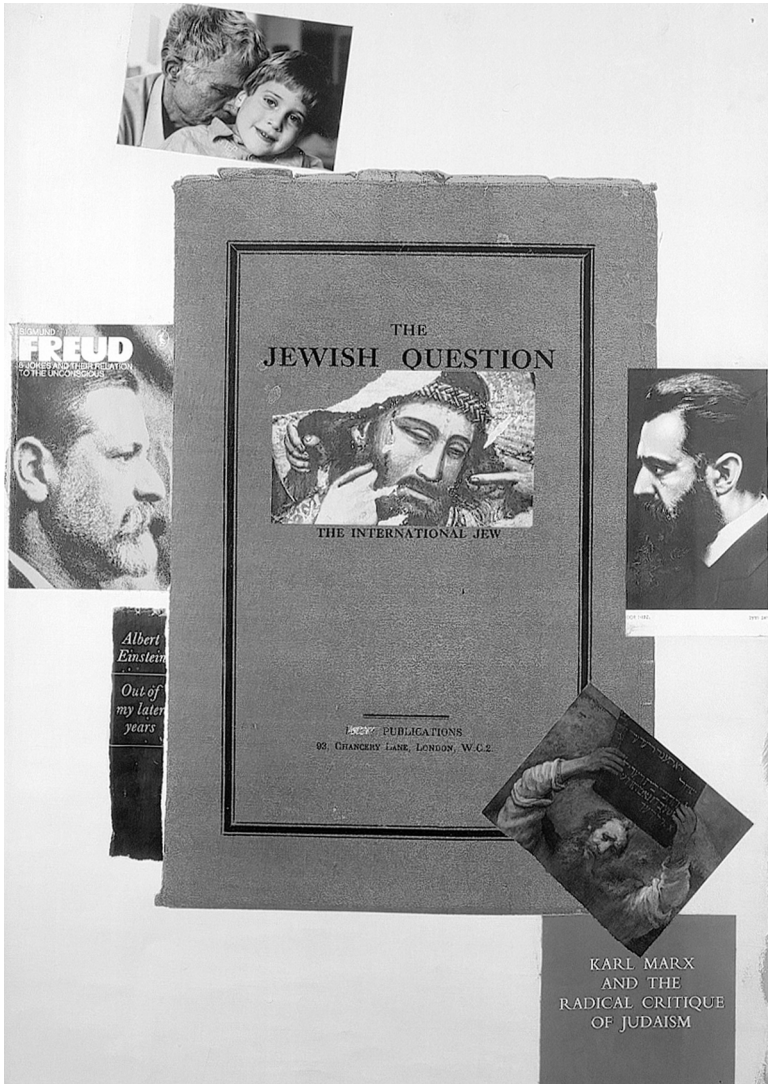 SIGMUND
FREUD
6 JOKES AND THEIR RELATION
TO THE UNCONSCIOUS
THE
JEWISH QUESTION
THE INTERNATIONAL JEW
Albert
Einstein
Out of
my later
years
PUBLICATIONS
93, CHANCERY LANE, LONDON, W.C.2.
KARL MARX
AND THE
RADICAL CRITIQUE
OF JUDAISM